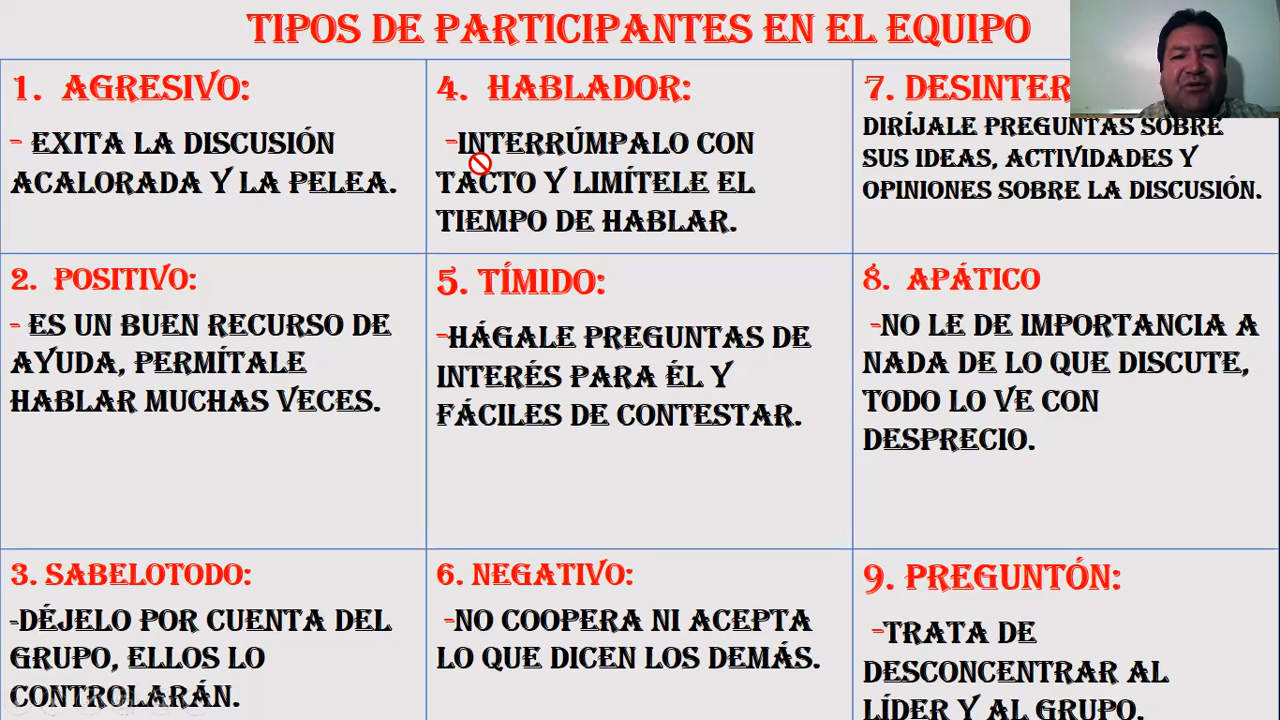 TIPOS DE PARTICIPANTES EN EL EQUIPO
1. AGRESIVO:
- EXITA LA DISCUSIÓN
ACALORADA Y LA PELEA.
2. POSITIVO:
- ES UN BUEN RECURSO DE
AYUDA, PERMÍTALE
HABLAR MUCHAS VECES.
3. SABELOTODO:
-DÉJELO POR CUENTA DEL
GRUPO, ELLOS LO
CONTROLARÁN.
4. HABLADOR:
-INTERRÚMPALO CON
TACTO Y LIMÍTELE EL
TIEMPO DE HABLAR.
5. TÍMIDO:
-HÁGALE PREGUNTAS DE
INTERÉS PARA ÉL Y
FÁCILES DE CONTESTAR.
6. NEGATIVO:
-NO COOPERA NI ACEPTA
LO QUE DICEN LOS DEMÁS.
7. DESINTER
DIRÍJALE PREGUNTAS SOBRE
SUS IDEAS, ACTIVIDADES Y
OPINIONES SOBRE LA DISCUSIÓN.
8. APÁTICO
-NO LE DE IMPORTANCIA A
NADA DE LO QUE DISCUTE,
TODO LO VE CON
DESPRECIO.
9. PREGUNTÓN:
-TRATA DE
DESCONCENTRAR AL
LÍDER Y AL GRUPO.